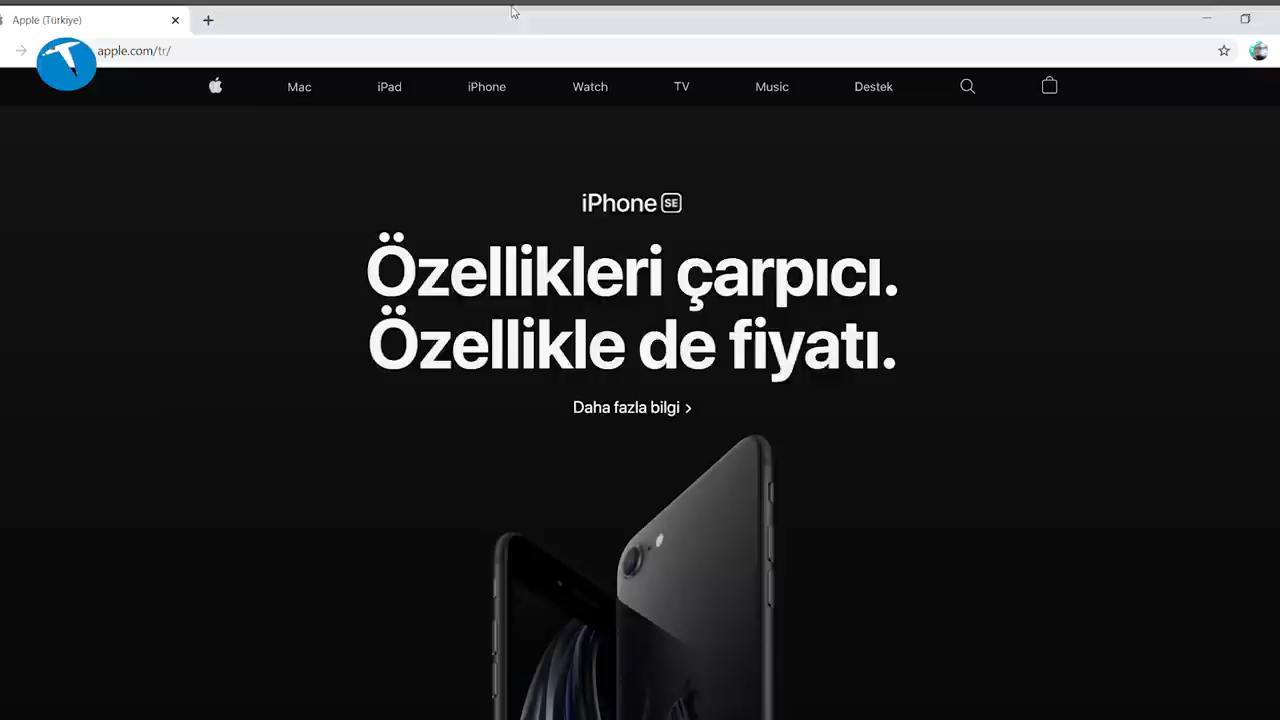 Apple (Türkiye)
apple.com/tr/
Mac
iPad
iPhone
Watch
TV
Music
Destek
iPhone SE
Özellikleri çarpıcı.
Özellikle de fiyatı.
Daha fazla bilgi